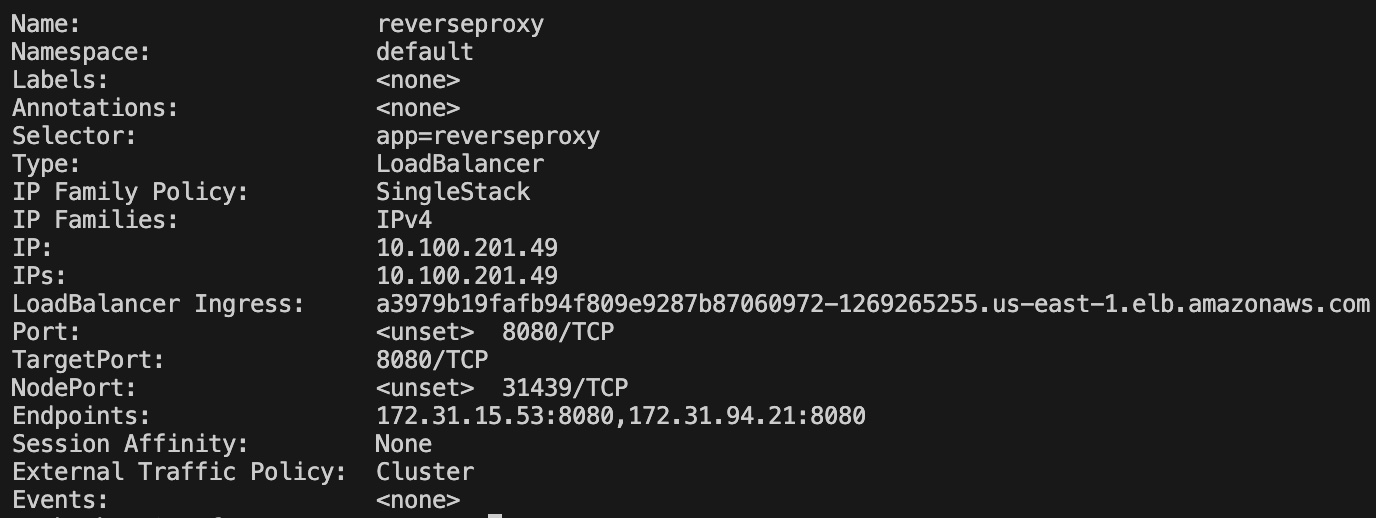 Name: reverseproxy
Namespace: default
Labels: <none>
Annotations: <none>
Selector: app=reverseproxy
Type: LoadBalancer
IP Family Policy: SingleStack
IP Families: IPv4
IP: 10.100.201.49
IPs: 10.100.201.49
LoadBalancer Ingress: a3979b19fafb94f809e9287b87060972-1269265255.us-east-1.elb.amazonaws.com
Port: <unset> 8080/TCP
TargetPort: 8080/TCP
NodePort: <unset> 31439/TCP
Endpoints: 172.31.15.53:8080,172.31.94.21:8080
Session Affinity: None
External Traffic Policy: Cluster
Events: <none>